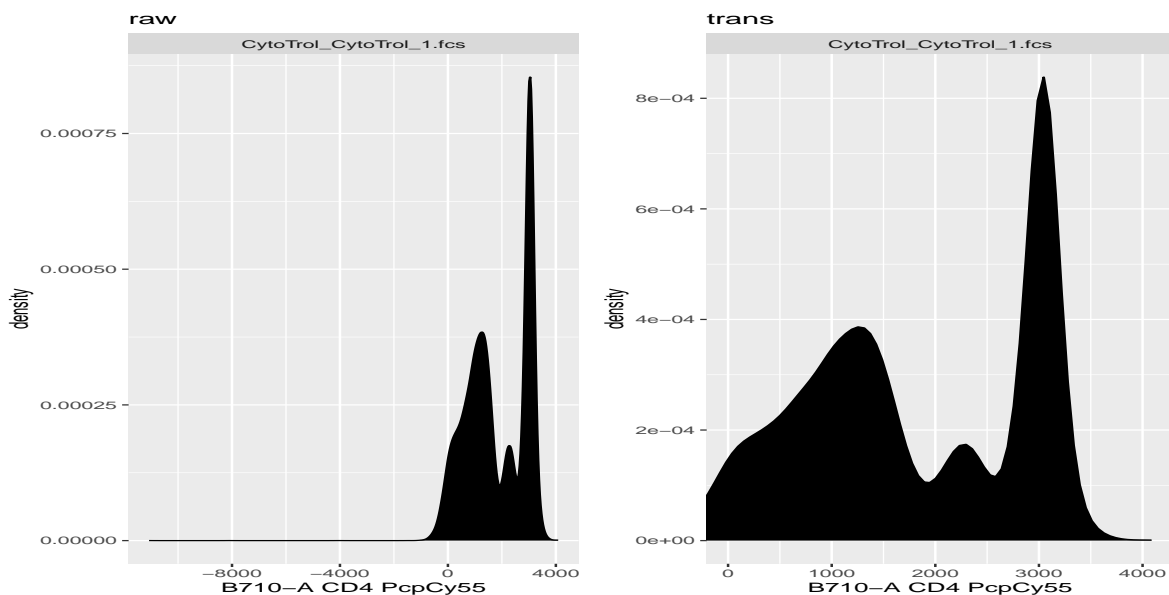 raw
CytoTrol_CytoTrol_1.fcs
density
0.00075
0.00050
0.00025
0.00000
−8000 −4000 0 4000
B710−A CD4 PcpCy55
trans
CytoTrol_CytoTrol_1.fcs
density
8e−04
6e−04
4e−04
2e−04
0e+00
0 1000 2000 3000 4000
B710−A CD4 PcpCy55